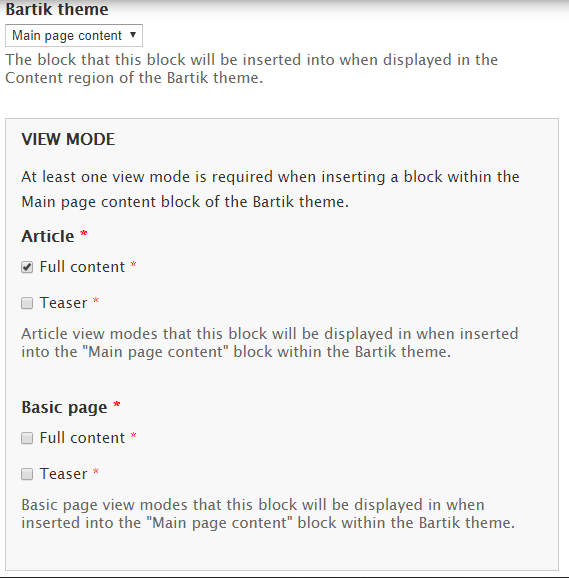 Bartik theme
Main page content
The block that this block will be inserted into when displayed in the
Content region of the Bartik theme.
VIEW MODE
At least one view mode is required when inserting a block within the
Main page content block of the Bartik theme.
Article *
Full content *
Teaser *
Article view modes that this block will be displayed in when inserted
into the "Main page content" block within the Bartik theme.
Basic page *
Full content *
Teaser *
Basic page view modes that this block will be displayed in when
inserted into the "Main page content" block within the Bartik theme.